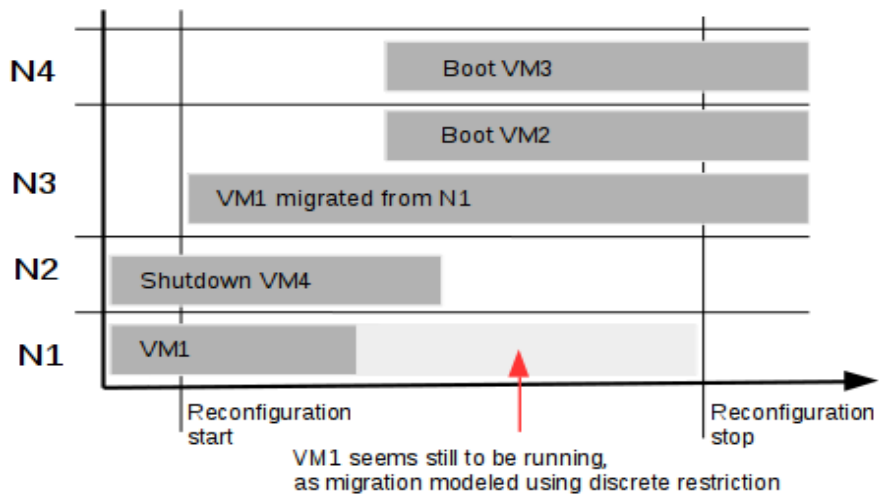 N4
Boot VM3
Boot VM2
N3
VM1 migrated from N1
N2
Shutdown VM4
N1
VM1
Reconfiguration
start
Reconfiguration
stop
VM1 seems still to be running,
as migration modeled using discrete restriction